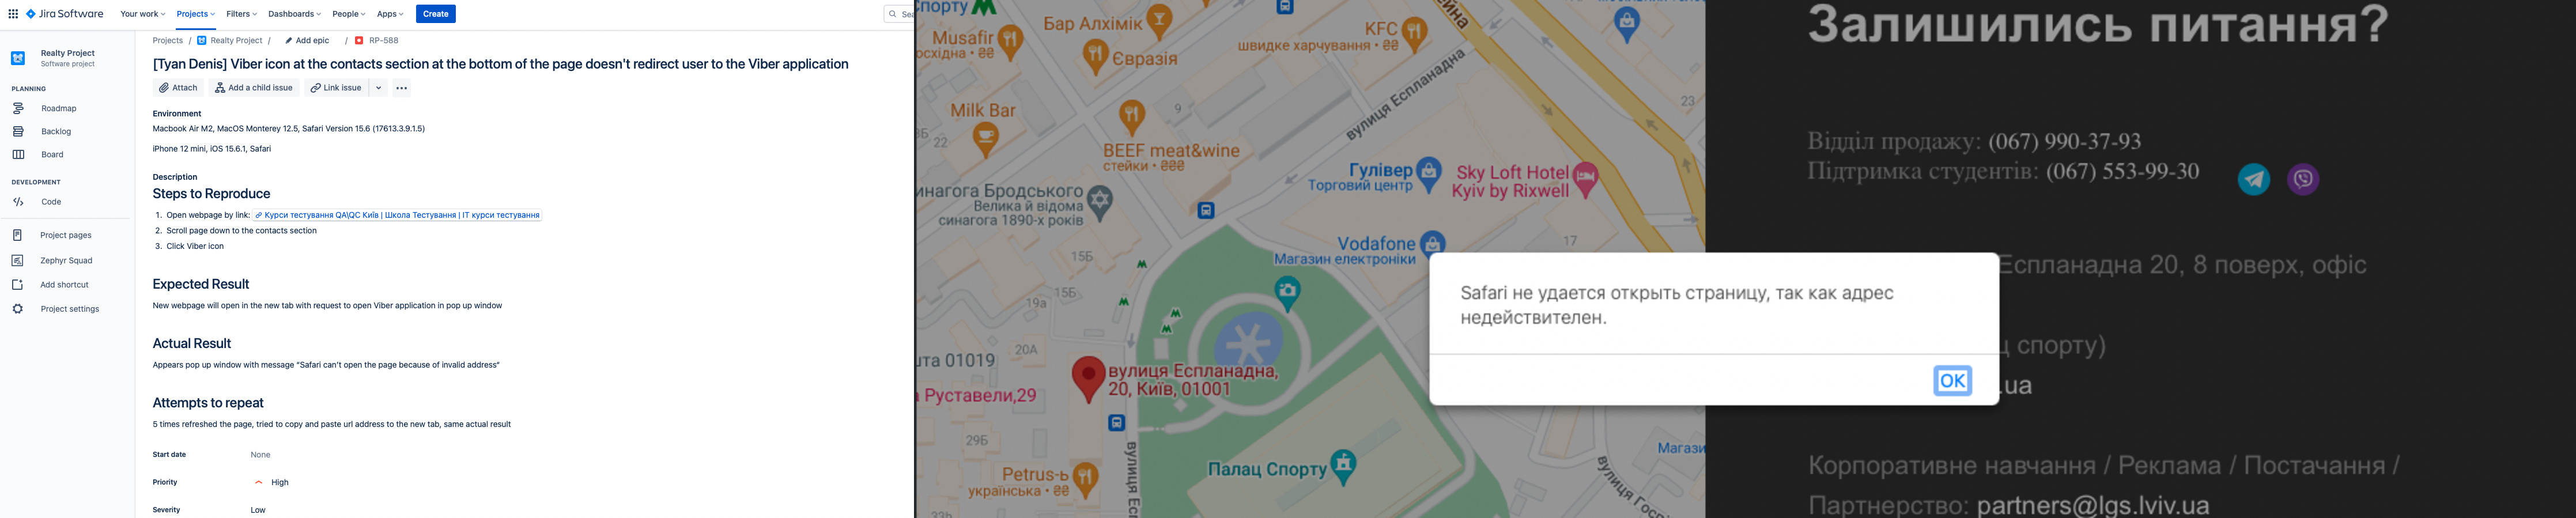 Jira Software
Your work
Projects
Filters
Dashboards
People
Apps
Create
Realty Project
Software project
PLANNING
Roadmap
Backlog
Board
DEVELOPMENT
Code
Project pages
Zephyr Squad
Add shortcut
Project settings
Projects / Realty Project / Add epic / RP-588
[Tyan Denis] Viber icon at the contacts section at the bottom of the page doesn't redirect user to the Viber application
Attach
Add a child issue
Link issue
Environment
Macbook Air M2, MacOS Monterey 12.5, Safari Version 15.6 (17613.3.9.1.5)
iPhone 12 mini, iOS 15.6.1, Safari
Description
Steps to Reproduce
1. Open webpage by link: Курси тестування QA\QC Київ | Школа Тестування | IT курси тестування
2. Scroll page down to the contacts section
3. Click Viber icon
Expected Result
New webpage will open in the new tab with request to open Viber application in pop up window
Actual Result
Appears pop up window with message "Safari can't open the page because of invalid address"
Attempts to repeat
5 times refreshed the page, tried to copy and paste url address to the new tab, same actual result
Start date None
Priority High
Severity Low
спорту
Musafir
східна · ₴₴
Бар Алхімік
Євразія
KFC
швидке харчування · ₴₴
Milk Bar
BEEF meat&wine
стейки · ₴₴₴
вулиця Еспланадна
9
22
23
Гулівер
Торговий центр
Sky Loft Hotel
Kyiv by Rixwell
инагога Бродського
Велика й відома
синагога 1890-х років
Vodafone
Магазин електроніки
17
15Б
15Б
19а
20А
01019
вулиця Еспланадна,
20, Київ, 01001
Руставели,29
29Б
Petrus-ь
українська · ₴₴
Палац Спорту
Магази
Залишились питання?
Відділ продажу: (067) 990-37-93
Підтримка студентів: (067) 553-99-30
Еспланадна 20, 8 поверх, офіс
ц спорту)
.ua
Корпоративне навчання / Реклама / Постачання /
Партнерство: partners@lgs.lviv.ua
Safari не удается открыть страницу, так как адрес
недействителен.
OK